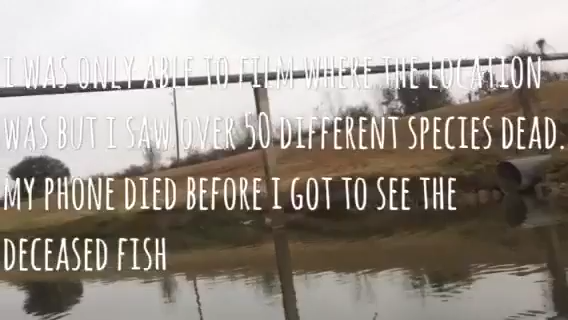 I WAS ONLY ABLE TO FILM WHERE THE LOCATION
WAS BUT I SAW OVER 50 DIFFERENT SPECIES DEAD.
MY PHONE DIED BEFORE I GOT TO SEE THE
DECEASED FISH